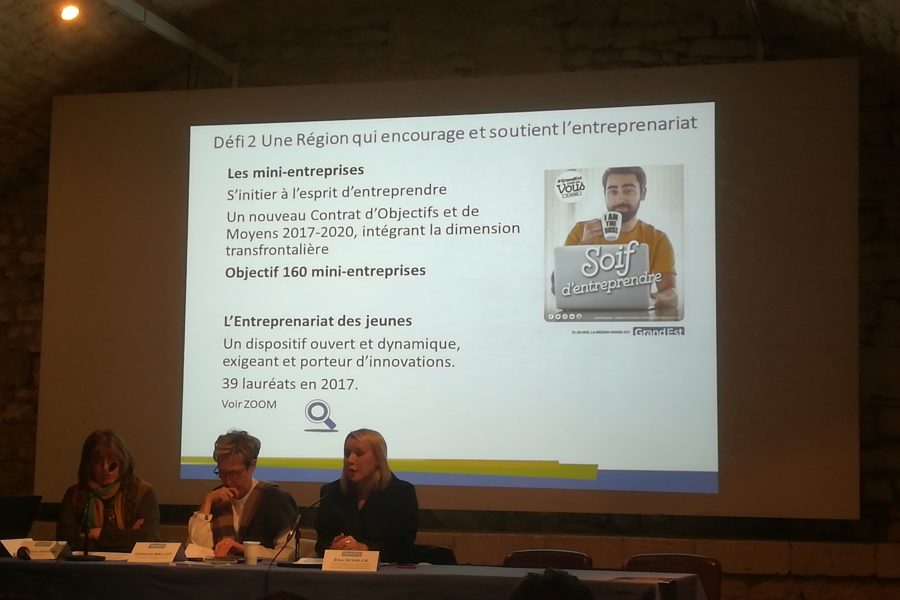 Défi 2 Une Région qui encourage et soutient l'entreprenariat
Les mini-entreprises
S'initier à l'esprit d'entreprendre
Un nouveau Contrat d'Objectifs et de
Moyens 2017-2020, intégrant la dimension
transfrontalière
Objectif 160 mini-entreprises
L'Entreprenariat des jeunes
Un dispositif ouvert et dynamique,
exigeant et porteur d'innovations.
39 lauréats en 2017.
Voir ZOOM
#GrandEst
Vous
I AM
THE
BOSS
Soif
d'entreprendre
GrandEst